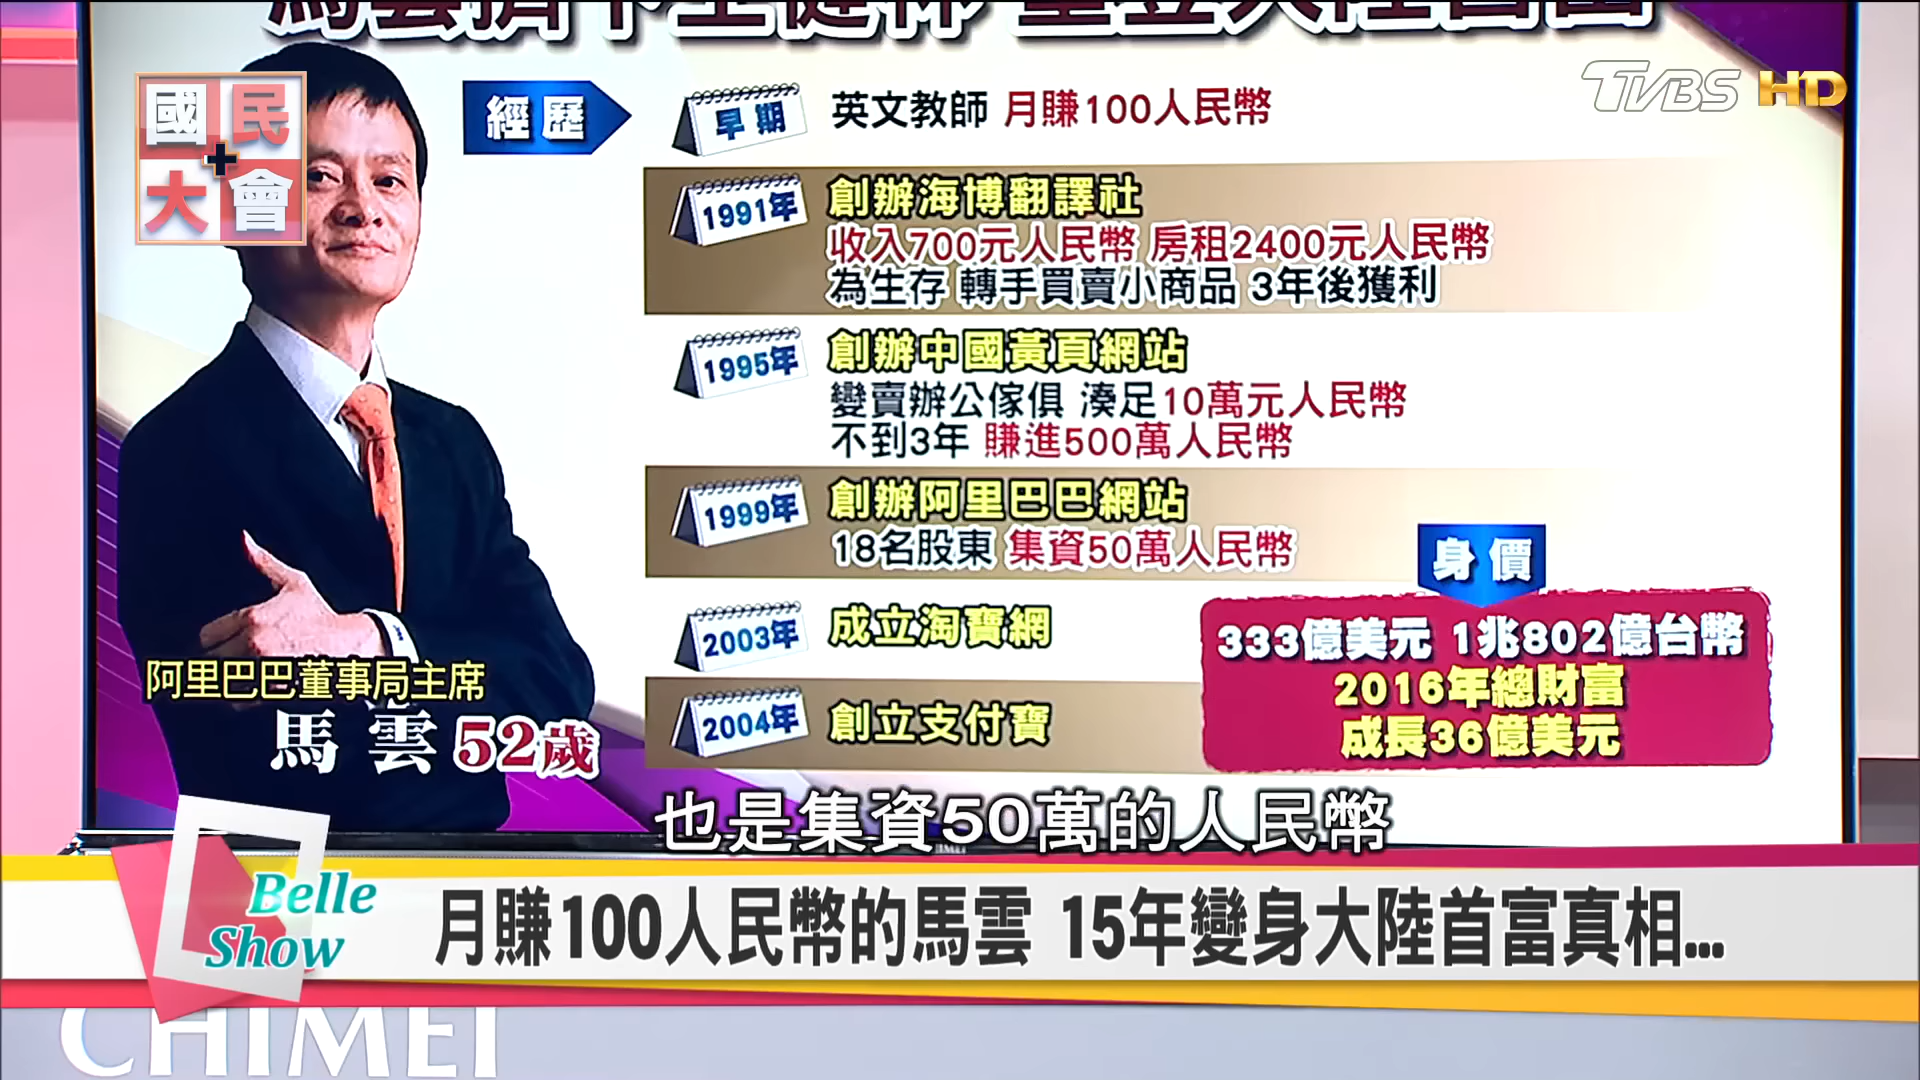 國民
大會
TVBS HD
經歷
早期
英文教師 月賺100人民幣
1991年
創辦海博翻譯社
收入700元人民幣 房租2400元人民幣
為生存 轉手買賣小商品 3年後獲利
1995年
創辦中國黃頁網站
變賣辦公傢俱 湊足10萬元人民幣
不到3年 賺進500萬人民幣
1999年
創辦阿里巴巴網站
18名股東 集資50萬人民幣
2003年
成立淘寶網
2004年
創立支付寶
身價
333億美元 1兆802億台幣
2016年總財富
成長36億美元
阿里巴巴董事局主席
馬雲 52歲
也是集資50萬的人民幣
Belle
Show
月賺100人民幣的馬雲 15年變身大陸首富真相...
CHIMEI